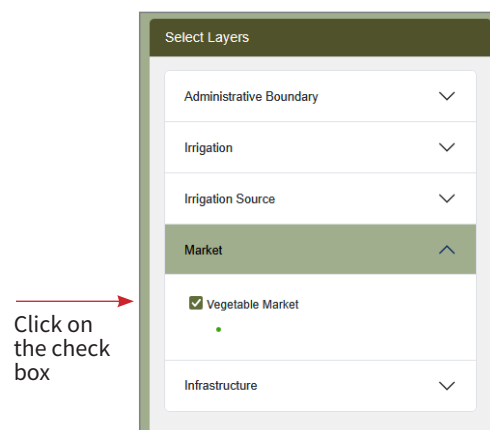 Select Layers
Administrative Boundary
Irrigation
Irrigation Source
Market
Vegetable Market
Click on
the check
box
Infrastructure